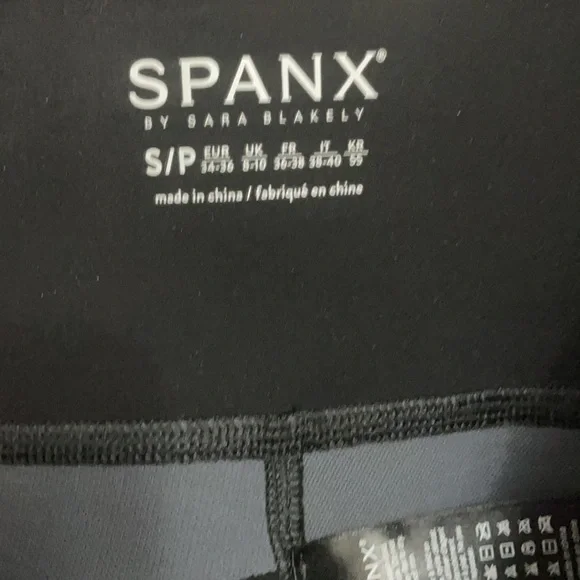 SPANX®
BY SARA BLAKELY
S/P EUR 34-36 UK 8-10 FR 36-38 IT 38-40 KR 55
made in china / fabriqué en chine
NX®